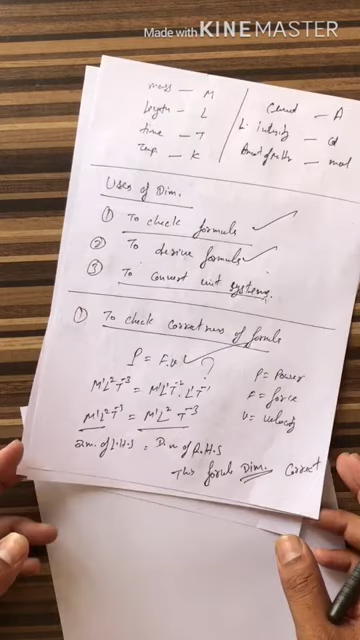 Made with KINEMASTER
mass — M
length — L
time — T
Temp. — K
Current — A
L. intensity — Cd
Amount of matter — mol
Uses of Dim.
① To check formula ✓
② To derive formula ✓
③ To convert unit systems.
① To check correctness of formula
P = F.v ✓ ?
M¹L²T⁻³ = M¹L¹T⁻².L¹T⁻¹
M¹L²T⁻³ = M¹L² T⁻³
Dim. of L.H.S = Dim of R.H.S
P = Power
F = force
V = velocity
This formula Dim. Correct